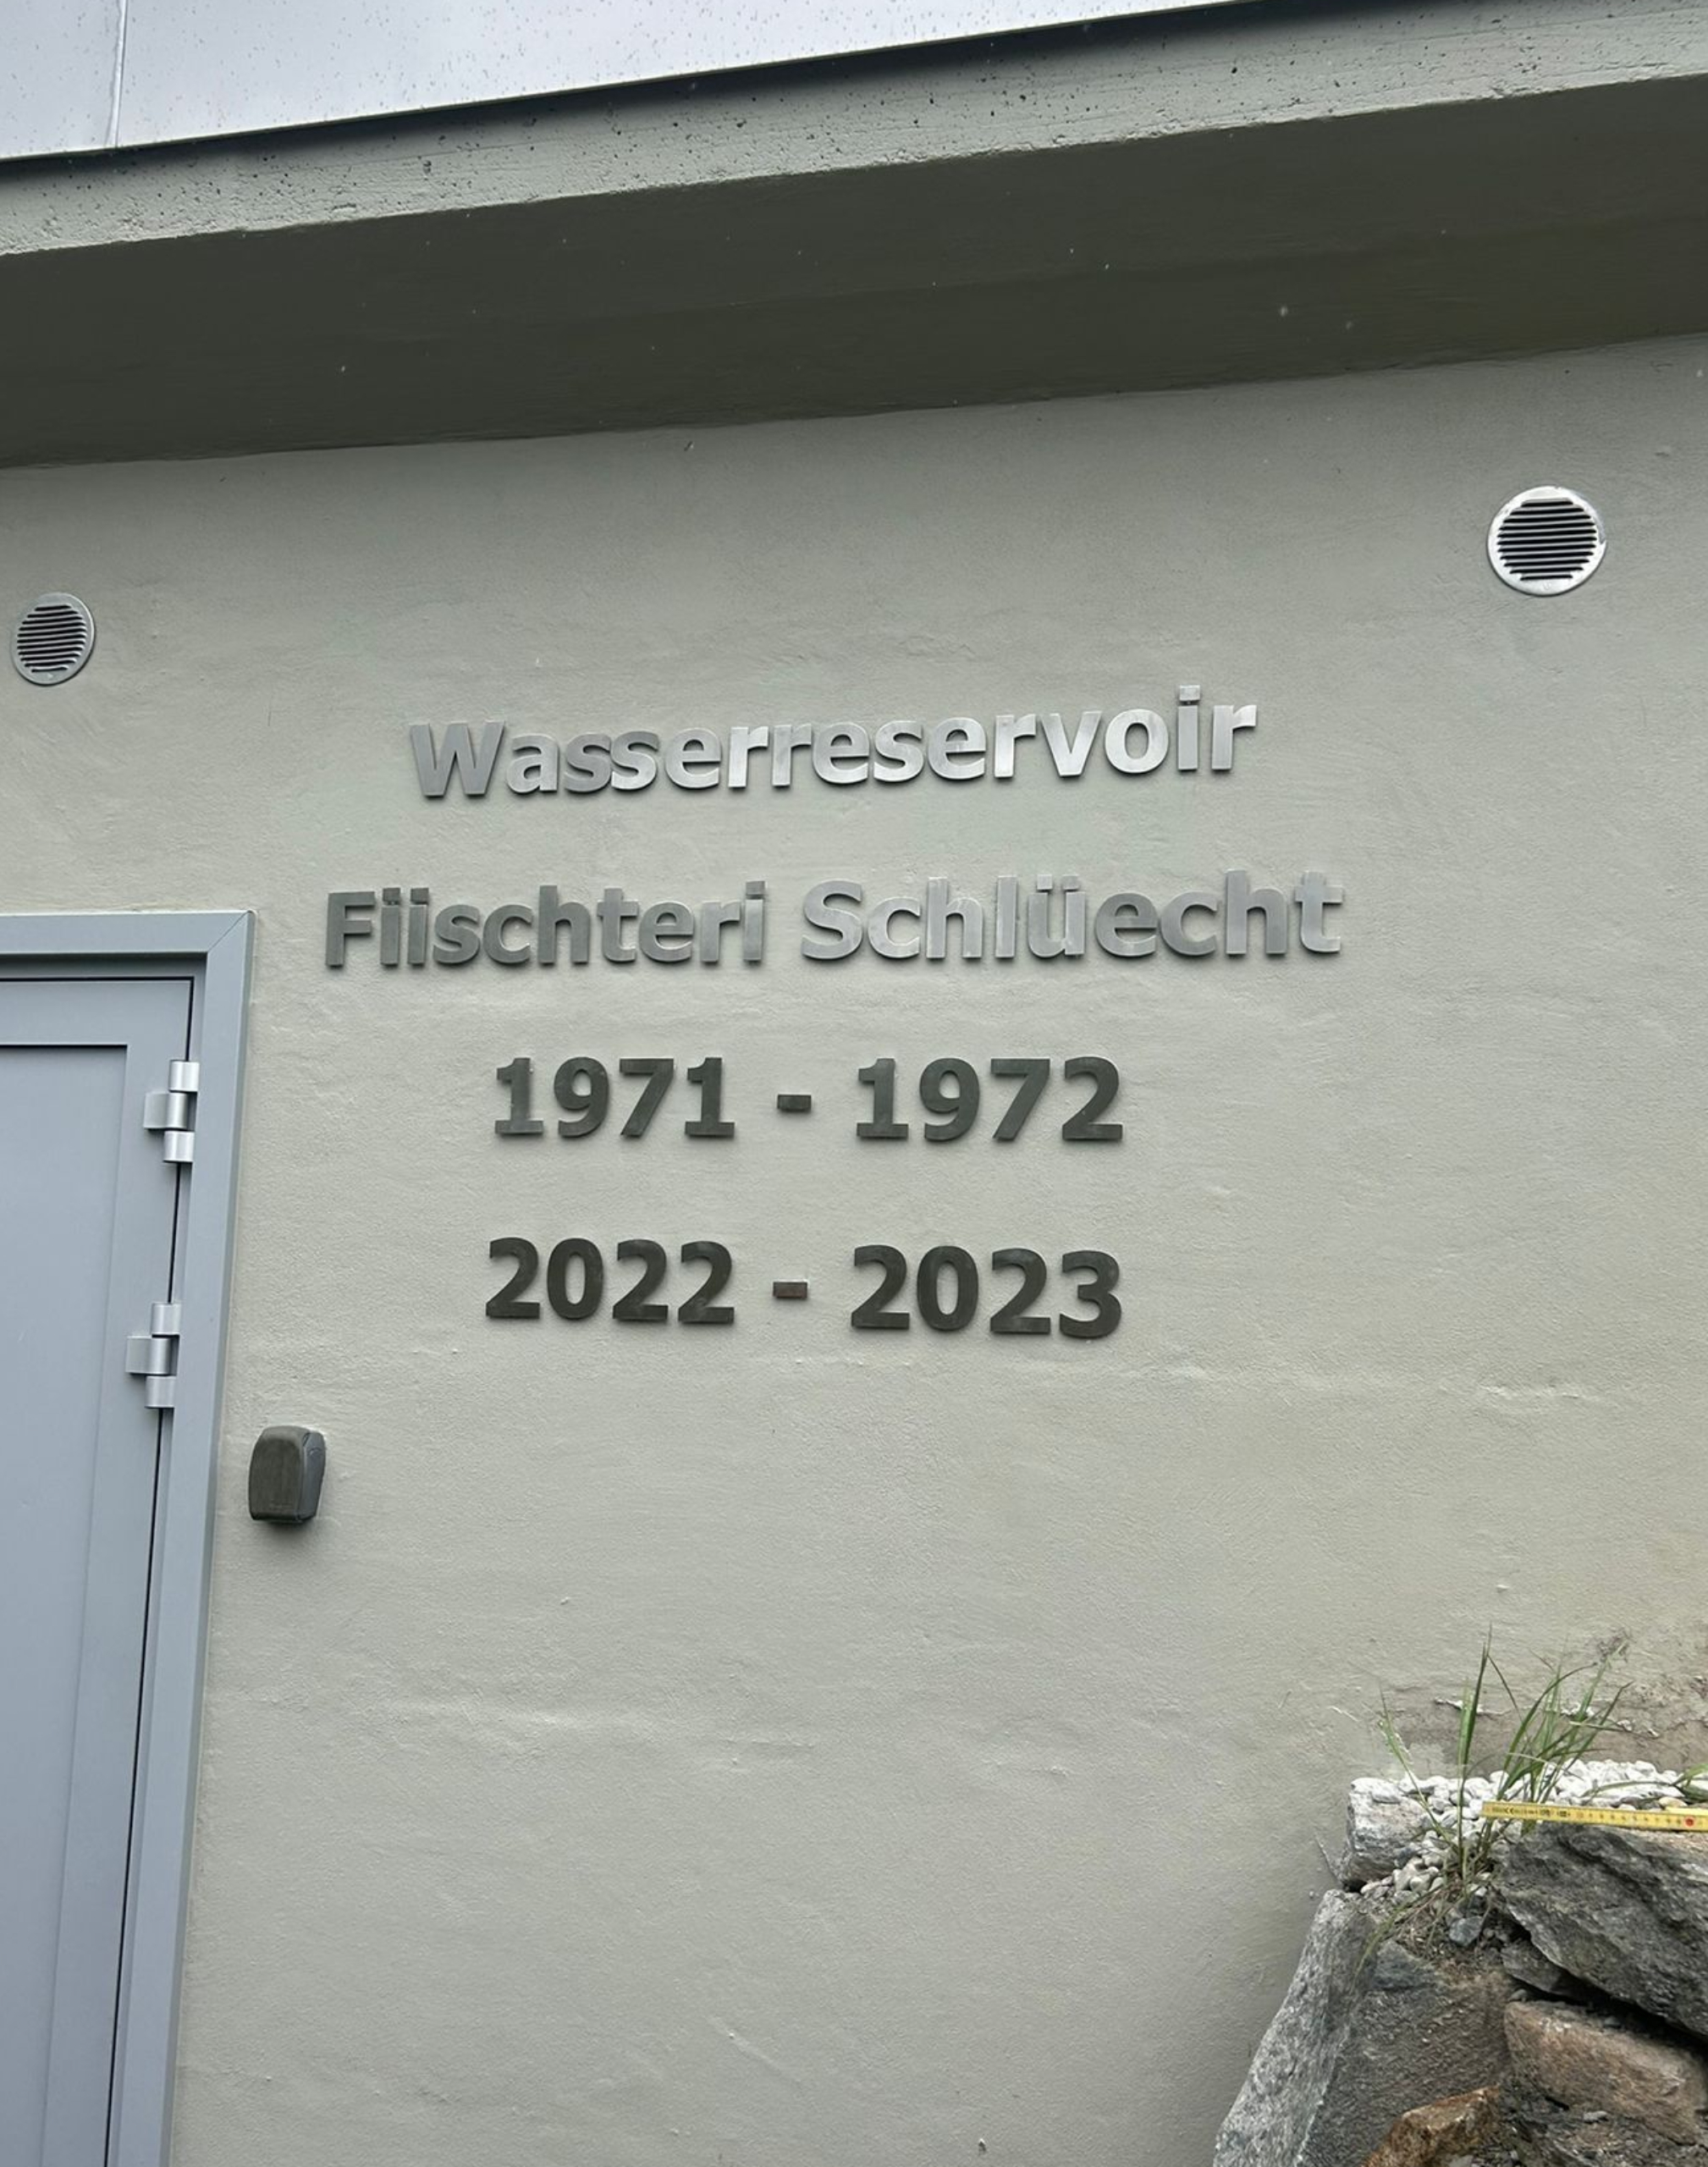 Wasserreservoir
Fiischteri Schlüecht
1971 - 1972
2022 - 2023